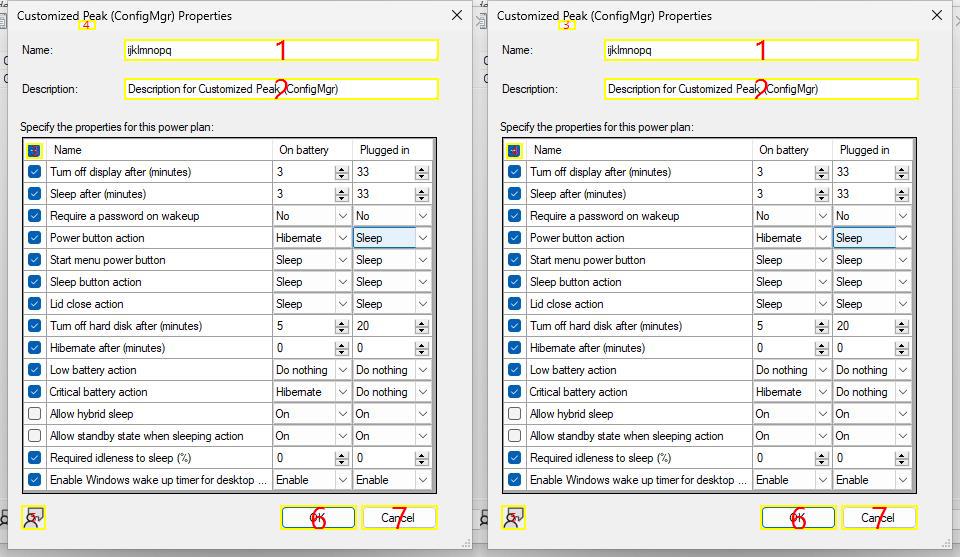 Customized Peak (ConfigMgr) Properties
4
Name:
ijklmnopq
1
Description:
Description for Customized Peak (ConfigMgr)
2
Specify the properties for this power plan:
Name On battery Plugged in
Turn off display after (minutes) 3 33
Sleep after (minutes) 3 33
Require a password on wakeup No No
Power button action Hibernate Sleep
Start menu power button Sleep Sleep
Sleep button action Sleep Sleep
Lid close action Sleep Sleep
Turn off hard disk after (minutes) 5 20
Hibernate after (minutes) 0 0
Low battery action Do nothing Do nothing
Critical battery action Hibernate Do nothing
Allow hybrid sleep On On
Allow standby state when sleeping action On On
Required idleness to sleep (%) 0 0
Enable Windows wake up timer for desktop ... Enable Enable
OK 6
Cancel 7
Customized Peak (ConfigMgr) Properties
3
Name:
ijklmnopq
1
Description:
Description for Customized Peak (ConfigMgr)
2
Specify the properties for this power plan:
Name On battery Plugged in
Turn off display after (minutes) 3 33
Sleep after (minutes) 3 33
Require a password on wakeup No No
Power button action Hibernate Sleep
Start menu power button Sleep Sleep
Sleep button action Sleep Sleep
Lid close action Sleep Sleep
Turn off hard disk after (minutes) 5 20
Hibernate after (minutes) 0 0
Low battery action Do nothing Do nothing
Critical battery action Hibernate Do nothing
Allow hybrid sleep On On
Allow standby state when sleeping action On On
Required idleness to sleep (%) 0 0
Enable Windows wake up timer for desktop ... Enable Enable
OK 6
Cancel 7